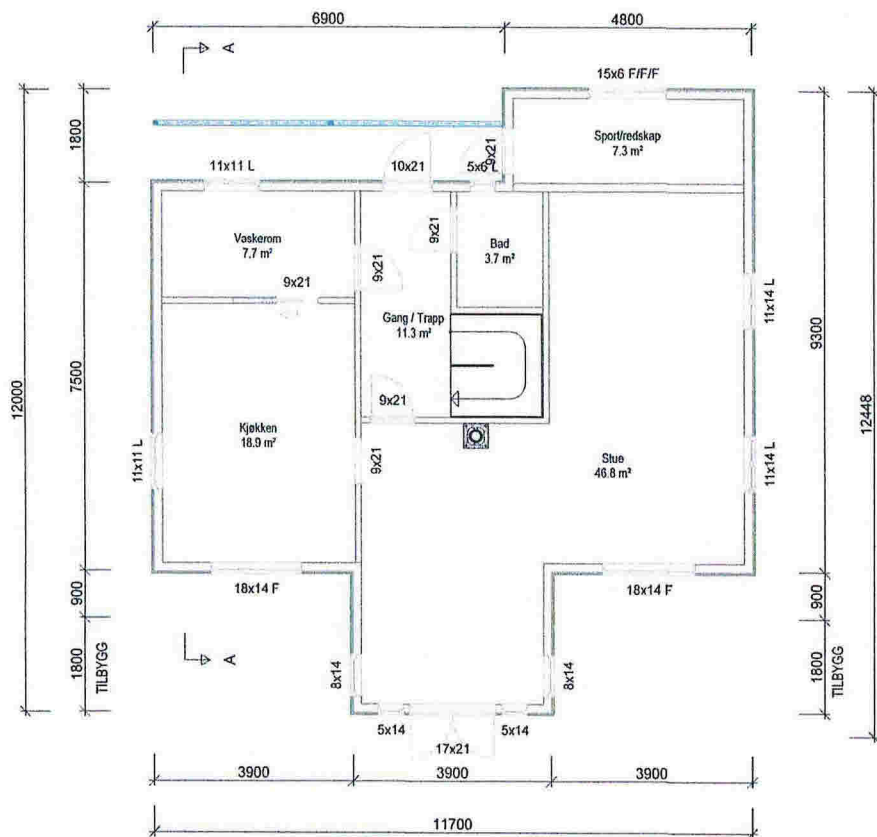 6900
4800
A
15x6 F/F/F
1800
Sport/redskap
7.3 m²
9x21
11x11 L
10x21
5x6 L
Vaskerom
7.7 m²
9x21
9x21
9x21
Bad
3.7 m²
11x14 L
Gang / Trapp
11.3 m²
9300
12000
7500
12448
9x21
Kjøkken
18.9 m²
11x11 L
9x21
Stue
46.8 m²
11x14 L
18x14 F
18x14 F
900
900
1800
TILBYGG
A
8x14
8x14
1800
TILBYGG
5x14
5x14
17x21
3900
3900
3900
11700